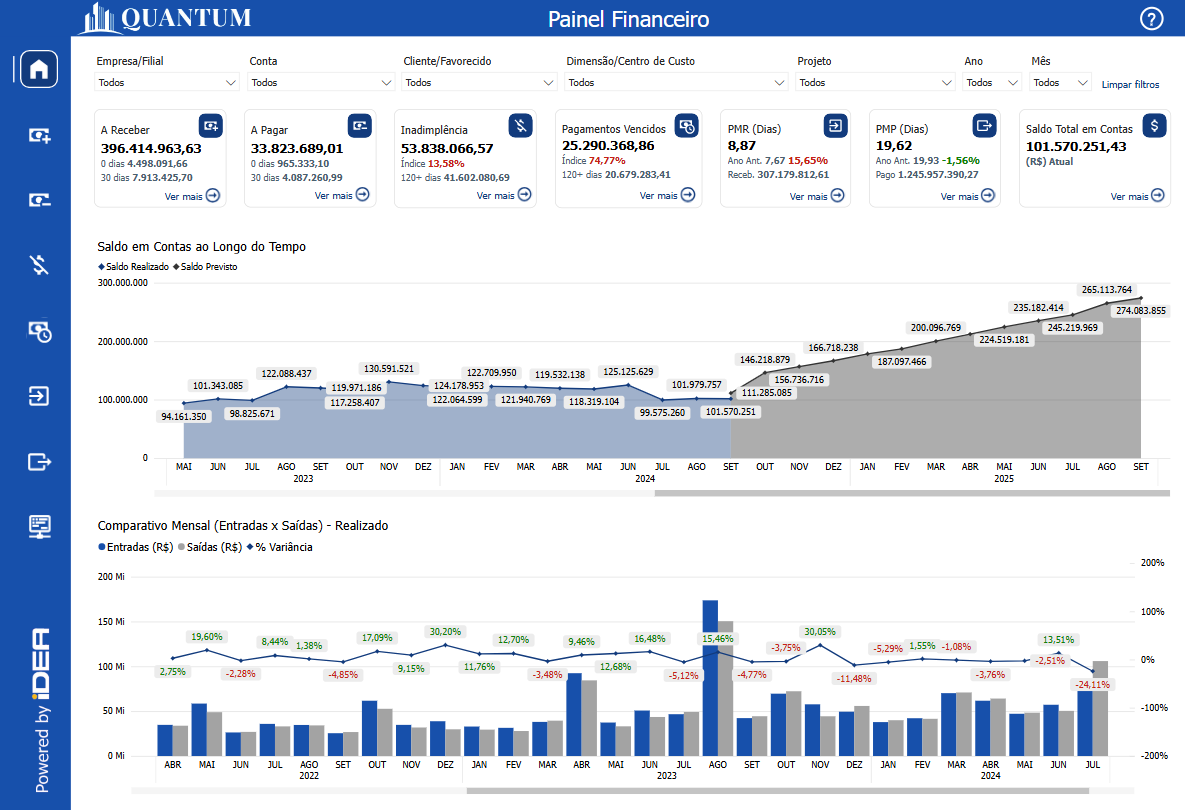 QUANTUM
Painel Financeiro
?
Empresa/Filial
Todos
Conta
Todos
Cliente/Favorecido
Todos
Dimensão/Centro de Custo
Todos
Projeto
Todos
Ano
Todos
Mês
Todos
Limpar filtros
A Receber
396.414.963,63
0 dias 4.498.091,66
30 dias 7.913.425,70
Ver mais
A Pagar
33.823.689,01
0 dias 965.333,10
30 dias 4.087.260,99
Ver mais
Inadimplência
53.838.066,57
Índice 13,58%
120+ dias 41.602.080,69
Ver mais
Pagamentos Vencidos
25.290.368,86
Índice 74,77%
120+ dias 20.679.283,41
Ver mais
PMR (Dias)
8,87
Ano Ant. 7,67 15,65%
Receb. 307.179.812,61
Ver mais
PMP (Dias)
19,62
Ano Ant. 19,93 -1,56%
Pago 1.245.957.390,27
Ver mais
Saldo Total em Contas
$
101.570.251,43
(R$) Atual
Ver mais
Saldo em Contas ao Longo do Tempo
Saldo Realizado Saldo Previsto
300.000.000
200.000.000
100.000.000
0
94.161.350
101.343.085
98.825.671
122.088.437
119.971.186
117.258.407
130.591.521
124.178.953
122.064.599
122.709.950
121.940.769
119.532.138
118.319.104
125.125.629
99.575.260
101.979.757
101.570.251
111.285.085
146.218.879
156.736.716
166.718.238
187.097.466
200.096.769
224.519.181
235.182.414
245.219.969
265.113.764
274.083.855
MAI JUN JUL AGO SET OUT NOV DEZ JAN FEV MAR ABR MAI JUN JUL AGO SET OUT NOV DEZ JAN FEV MAR ABR MAI JUN JUL AGO SET
2023 2024 2025
Comparativo Mensal (Entradas x Saídas) - Realizado
Entradas (R$) Saídas (R$) % Variância
200 Mi
150 Mi
100 Mi
50 Mi
0 Mi
200%
100%
0%
-100%
-200%
2,75%
19,60%
-2,28%
8,44%
1,38%
-4,85%
17,09%
9,15%
30,20%
11,76%
12,70%
-3,48%
9,46%
12,68%
16,48%
-5,12%
15,46%
-4,77%
-3,75%
30,05%
-11,48%
-5,29%
1,55%
-1,08%
-3,76%
-2,51%
13,51%
-24,11%
ABR MAI JUN JUL AGO SET OUT NOV DEZ JAN FEV MAR ABR MAI JUN JUL AGO SET OUT NOV DEZ JAN FEV MAR ABR MAI JUN JUL
2022 2023 2024
Powered by iDEA